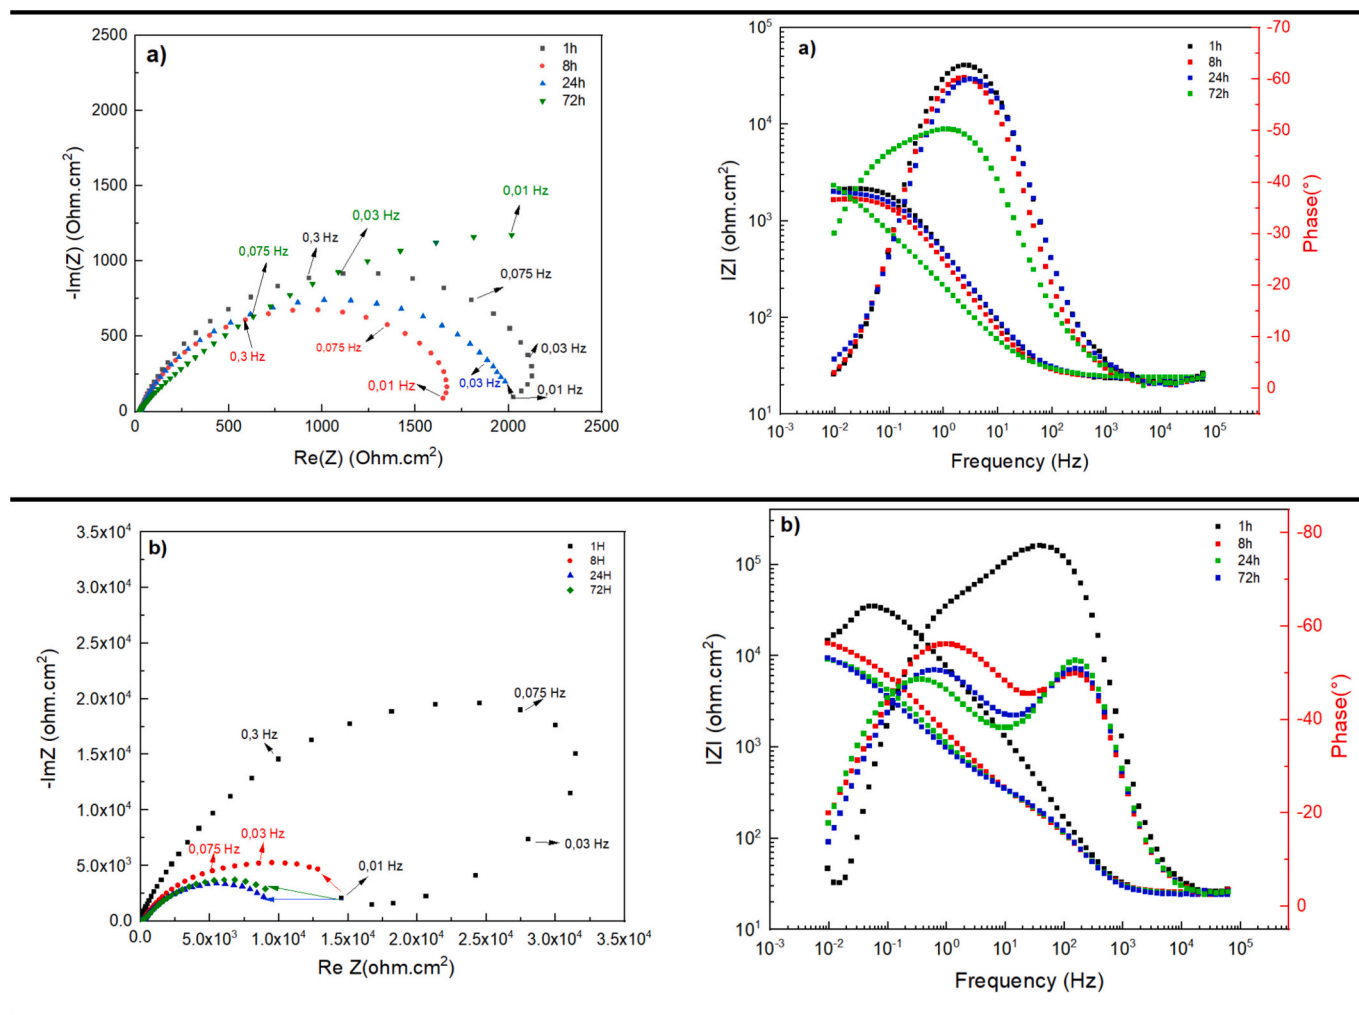 a)
1h
8h
24h
72h
2500
2000
1500
1000
500
0
0
500
1000
1500
2000
2500
-Im(Z) (Ohm.cm²)
Re(Z) (Ohm.cm²)
0,01 Hz
0,03 Hz
0,3 Hz
0,075 Hz
0,075 Hz
0,3 Hz
0,075 Hz
0,03 Hz
0,01 Hz
0,03 Hz
0,01 Hz
a)
1h
8h
24h
72h
10⁵
10⁴
10³
10²
10¹
10⁻³
10⁻²
10⁻¹
10⁰
10¹
10²
10³
10⁴
10⁵
-70
-60
-50
-40
-30
-20
-10
0
IZI (ohm.cm²)
Phase(°)
Frequency (Hz)
b)
1H
8H
24H
72H
3.5x10⁴
3.0x10⁴
2.5x10⁴
2.0x10⁴
1.5x10⁴
1.0x10⁴
5.0x10³
0.0
0.0
5.0x10³
1.0x10⁴
1.5x10⁴
2.0x10⁴
2.5x10⁴
3.0x10⁴
3.5x10⁴
-ImZ (ohm.cm²)
Re Z(ohm.cm²)
0,075 Hz
0,3 Hz
0,03 Hz
0,075 Hz
0,03 Hz
0,01 Hz
b)
1h
8h
24h
72h
10⁵
10⁴
10³
10²
10¹
10⁻³
10⁻²
10⁻¹
10⁰
10¹
10²
10³
10⁴
10⁵
-80
-60
-40
-20
0
IZI (ohm.cm²)
Phase(°)
Frequency (Hz)